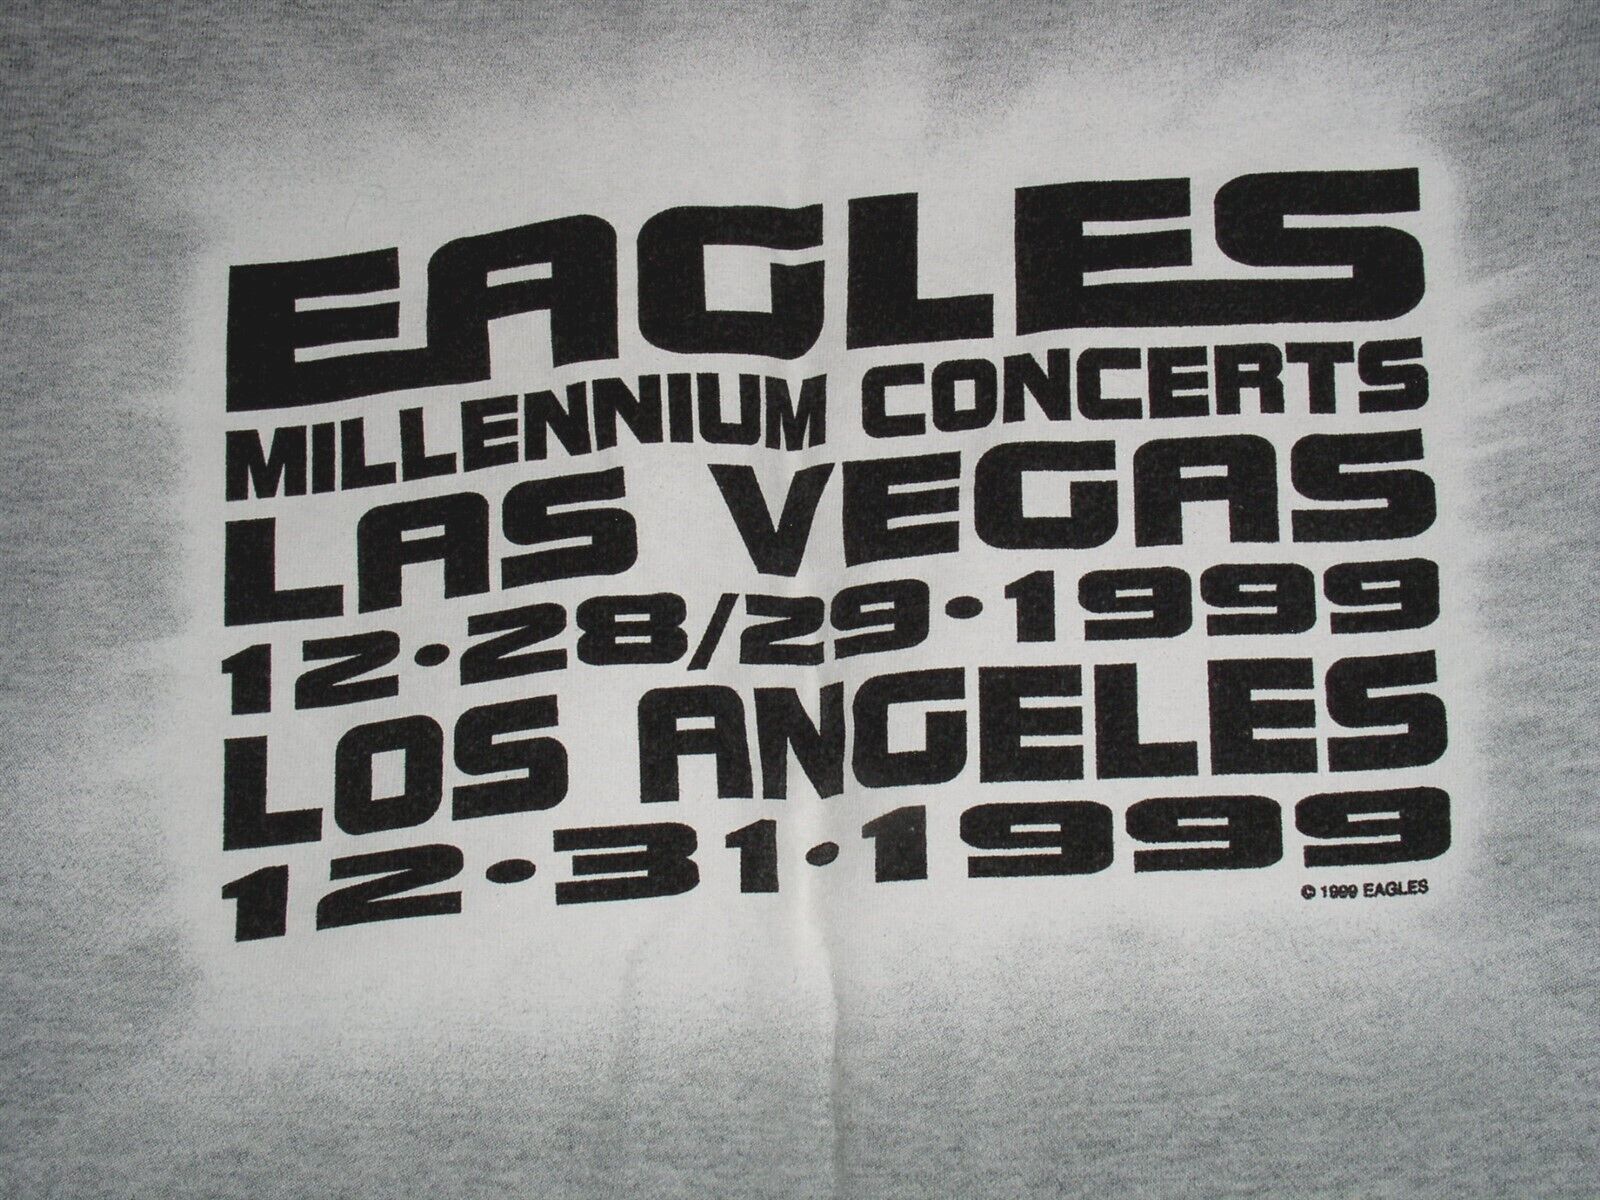 EAGLES
MILLENNIUM CONCERTS
LAS VEGAS
12•28/29•1999
LOS ANGELES
12•31•1999
© 1999 EAGLES